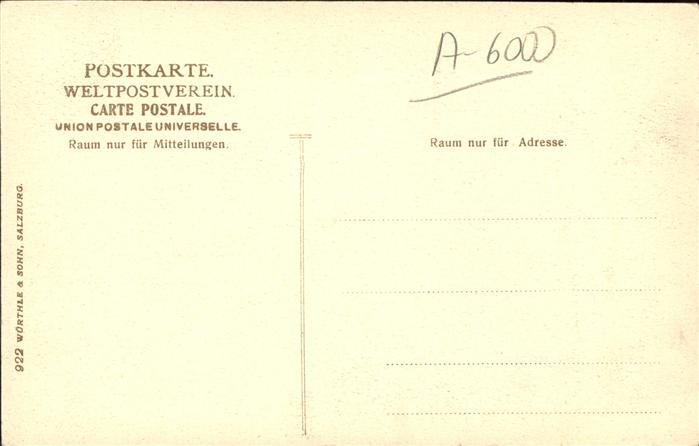 A-6000
POSTKARTE.
WELTPOSTVEREIN.
CARTE POSTALE.
UNION POSTALE UNIVERSELLE.
Raum nur für Mitteilungen.
Raum nur für Adresse.
922 WÜRTHLE & SOHN, SALZBURG.